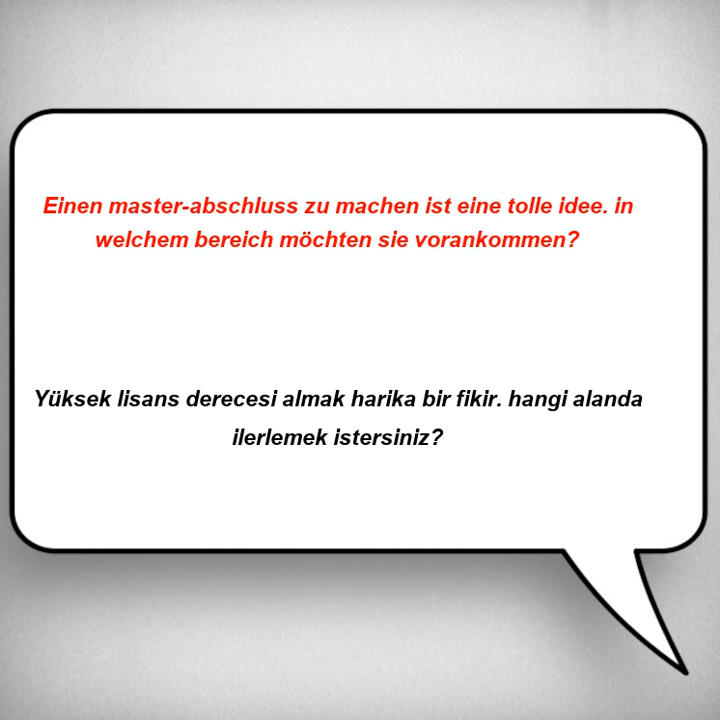 Einen master-abschluss zu machen ist eine tolle idee. in
welchem bereich möchten sie vorankommen?
Yüksek lisans derecesi almak harika bir fikir. hangi alanda
ilerlemek istersiniz?